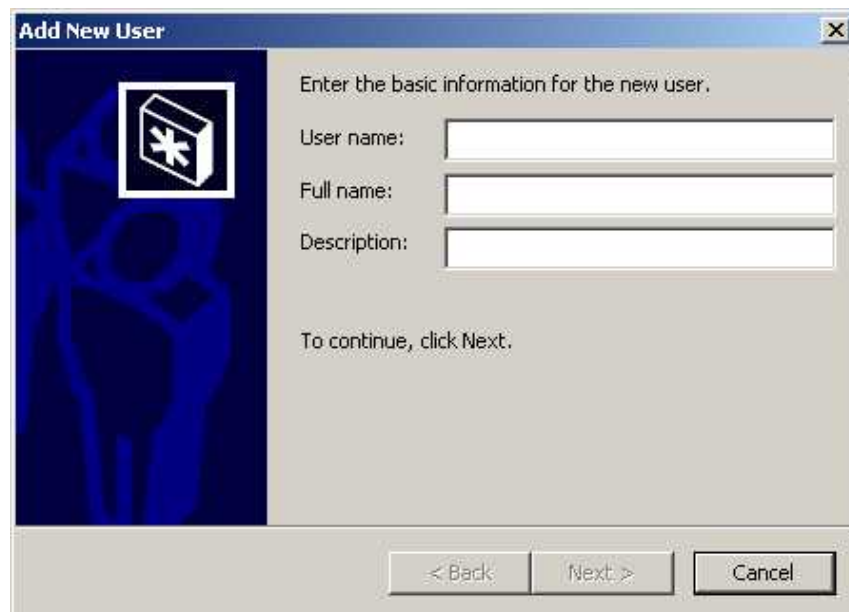 Add New User
Enter the basic information for the new user.
User name:
Full name:
Description:
To continue, click Next.
< Back Next > Cancel